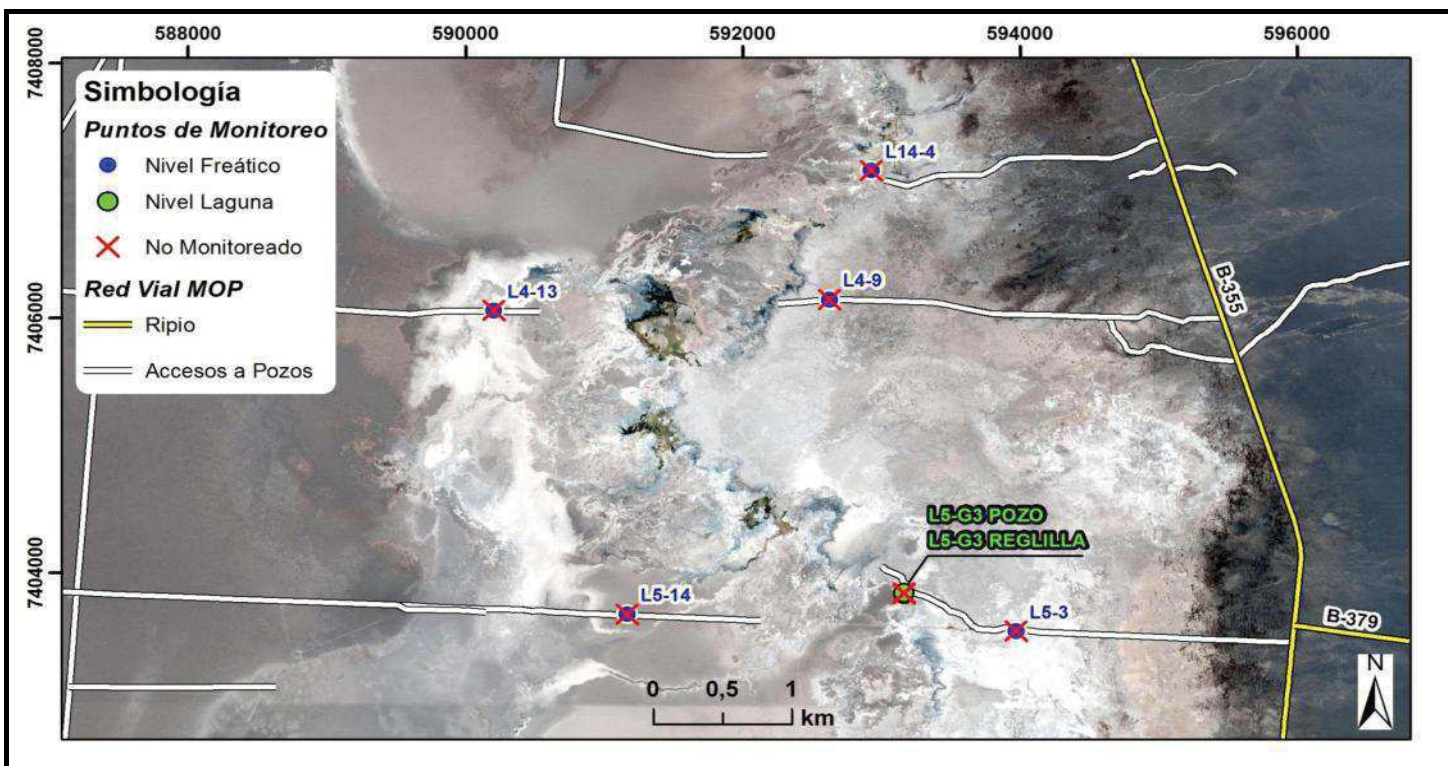 588000
590000
592000
594000
596000
7408000
7406000
7404000
Simbología
Puntos de Monitoreo
Nivel Freático
Nivel Laguna
No Monitoreado
Red Vial MOP
Ripio
Accesos a Pozos
L14-4
L4-13
L4-9
B-355
L5-G3 POZO
L5-G3 REGLILLA
L5-14
L5-3
B-379
0 0,5 1
km
N